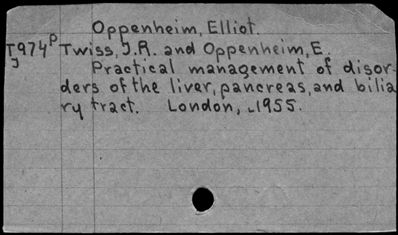 Oppenheim, Elliot.
T974P Twiss, J.R. and Oppenheim, E.
J Practical management of disor-
ders of the liver, pancreas, and bilia
ry tract. London, c1955.